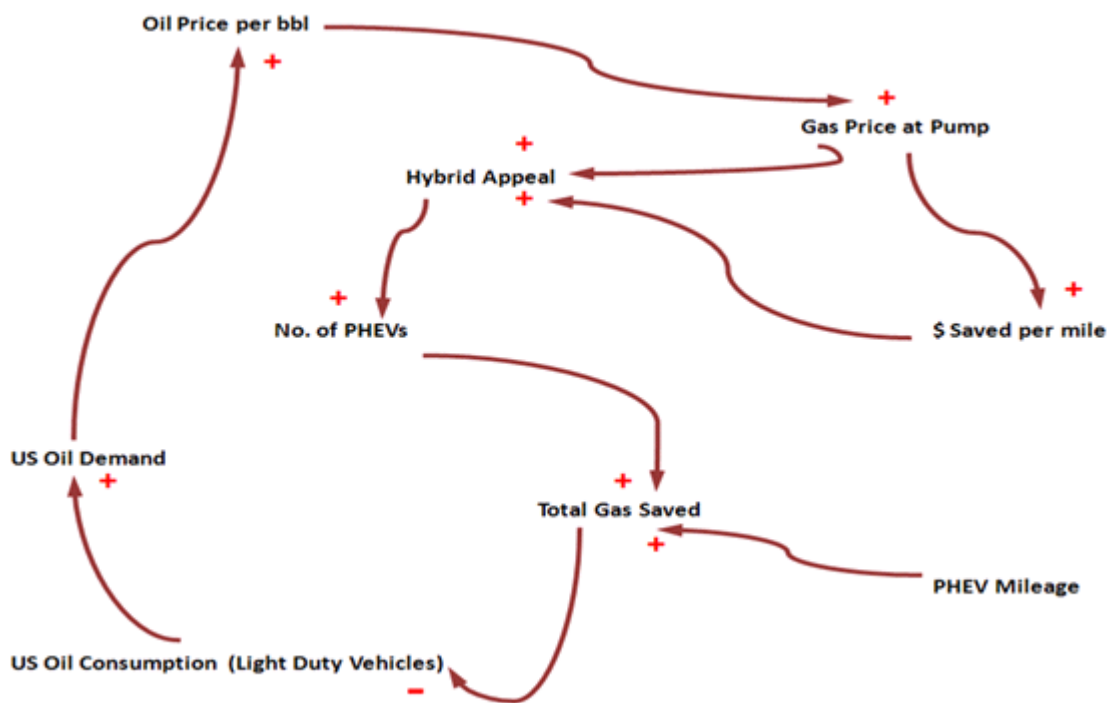 Oil Price per bbl
+
+
Gas Price at Pump
+
Hybrid Appeal
+
+
+
No. of PHEVs
$ Saved per mile
US Oil Demand
+
+
Total Gas Saved
+
PHEV Mileage
US Oil Consumption (Light Duty Vehicles)
-